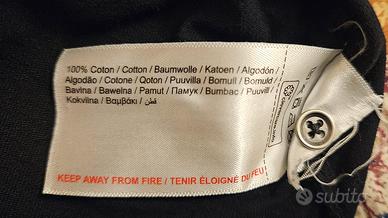 100% Coton / Cotton / Baumwolle / Katoen / Algodón /
Algodão / Cotone / Qoton / Puuvilla / Bomull / Bomuld /
Bavlna / Bawełna / Pamut / Памук / Bumbac / Puuvill /
Kokvilna / Βαμβάκι / قطن
KEEP AWAY FROM FIRE / TENIR ÉLOIGNÉ DU FEU
subito